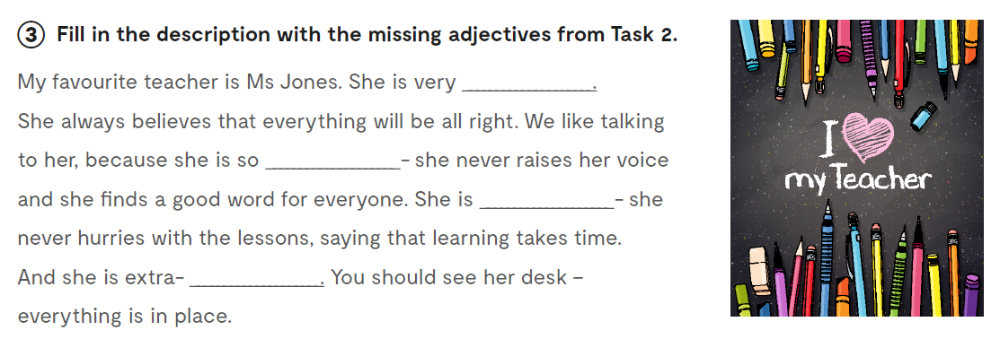 3 Fill in the description with the missing adjectives from Task 2.
My favourite teacher is Ms Jones. She is very ____________.
She always believes that everything will be all right. We like talking
to her, because she is so ____________ – she never raises her voice
and she finds a good word for everyone. She is ____________ – she
never hurries with the lessons, saying that learning takes time.
And she is extra- ____________. You should see her desk –
everything is in place.
I
my Teacher